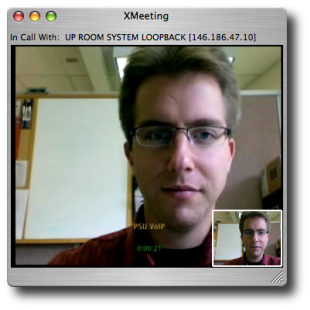 XMeeting
In Call With: UP ROOM SYSTEM LOOPBACK [146.186.47.10]
PSU VoIP
0:00:21